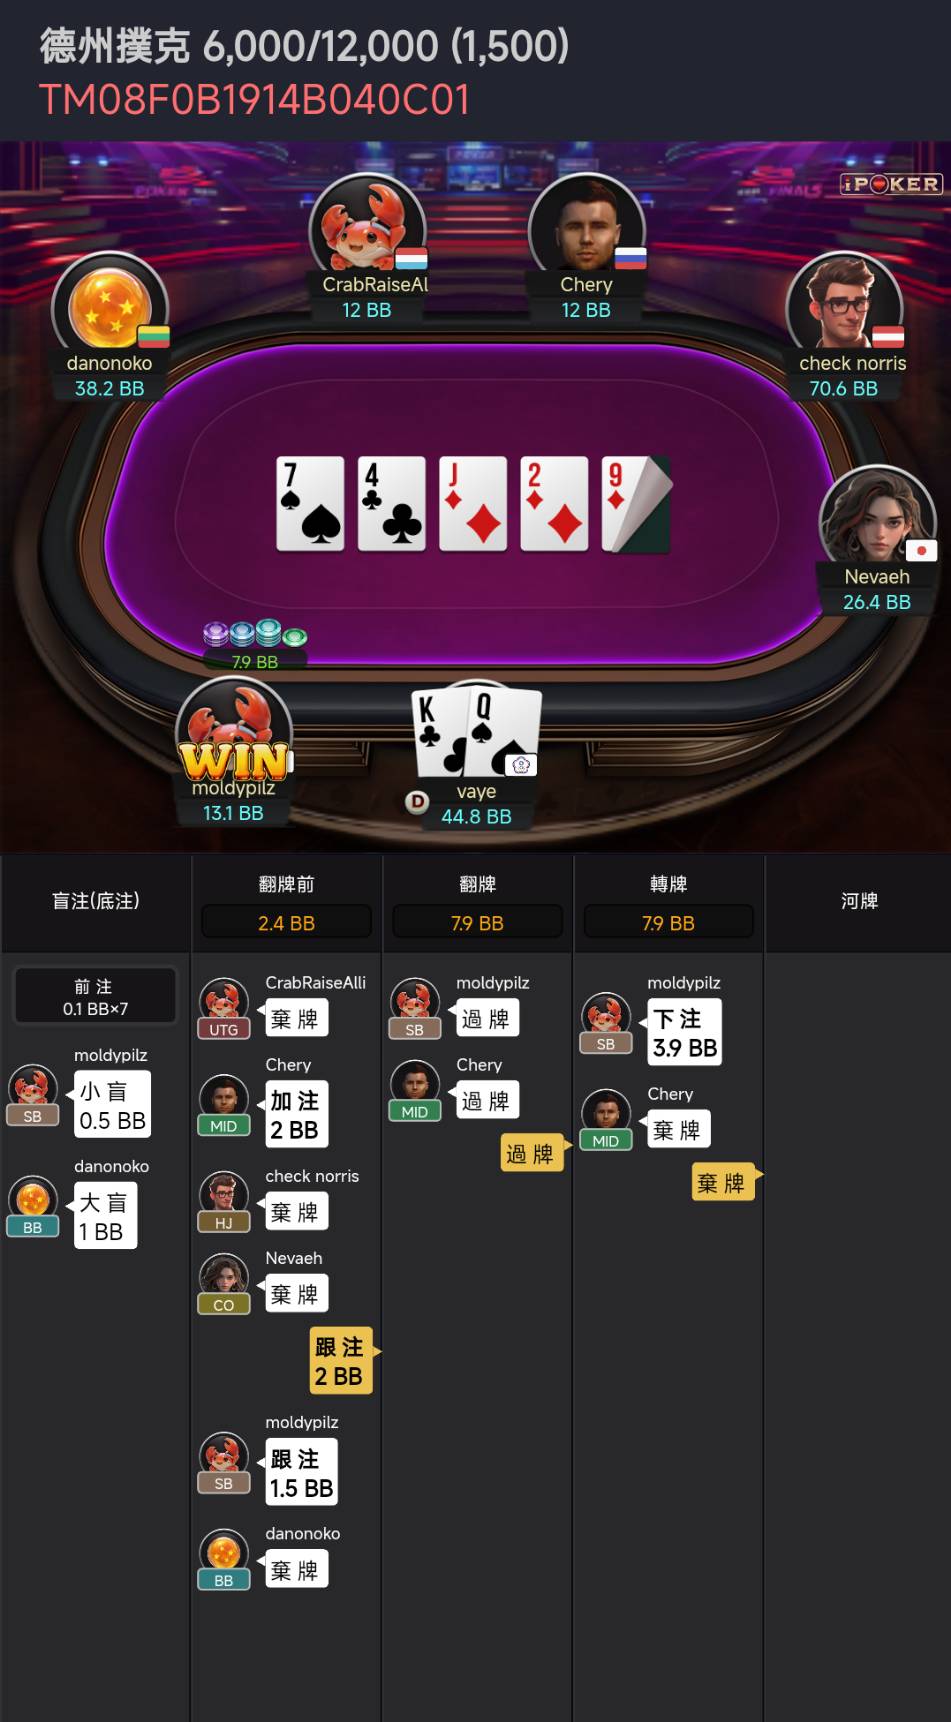 德州撲克 6,000/12,000 (1,500)
TM08F0B1914B040C01
iPOKER
CrabRaiseAl
12 BB
Chery
12 BB
danonoko
38.2 BB
check norris
70.6 BB
7
4
J
2
9
Nevaeh
26.4 BB
7.9 BB
WIN
moldypilz
13.1 BB
K
Q
D
vaye
44.8 BB
盲注(底注)
前注
0.1 BB×7
moldypilz
SB
小盲
0.5 BB
danonoko
BB
大盲
1 BB
翻牌前
2.4 BB
CrabRaiseAlli
UTG
棄牌
Chery
MID
加注
2 BB
check norris
HJ
棄牌
Nevaeh
CO
棄牌
跟注
2 BB
moldypilz
SB
跟注
1.5 BB
danonoko
BB
棄牌
翻牌
7.9 BB
moldypilz
SB
過牌
Chery
MID
過牌
過牌
轉牌
7.9 BB
moldypilz
SB
下注
3.9 BB
Chery
MID
棄牌
棄牌
河牌